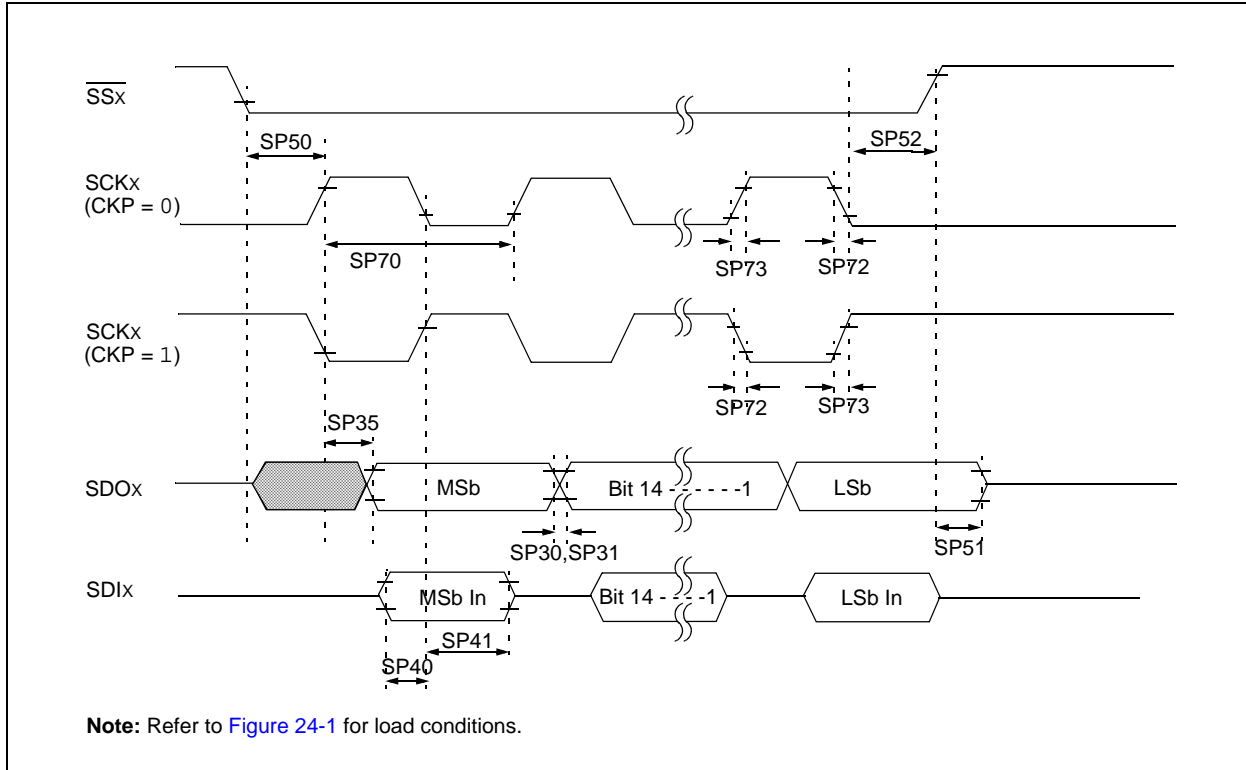 SSX
SP50
SP52
SCKX
(CKP = 0)
SP70
SP73
SP72
SCKX
(CKP = 1)
SP72
SP73
SP35
SDOX
MSb
Bit 14 - - - - - -1
LSb
SP30,SP31
SP51
SDIX
MSb In
Bit 14 - - - -1
LSb In
SP41
SP40
Note: Refer to Figure 24-1 for load conditions.